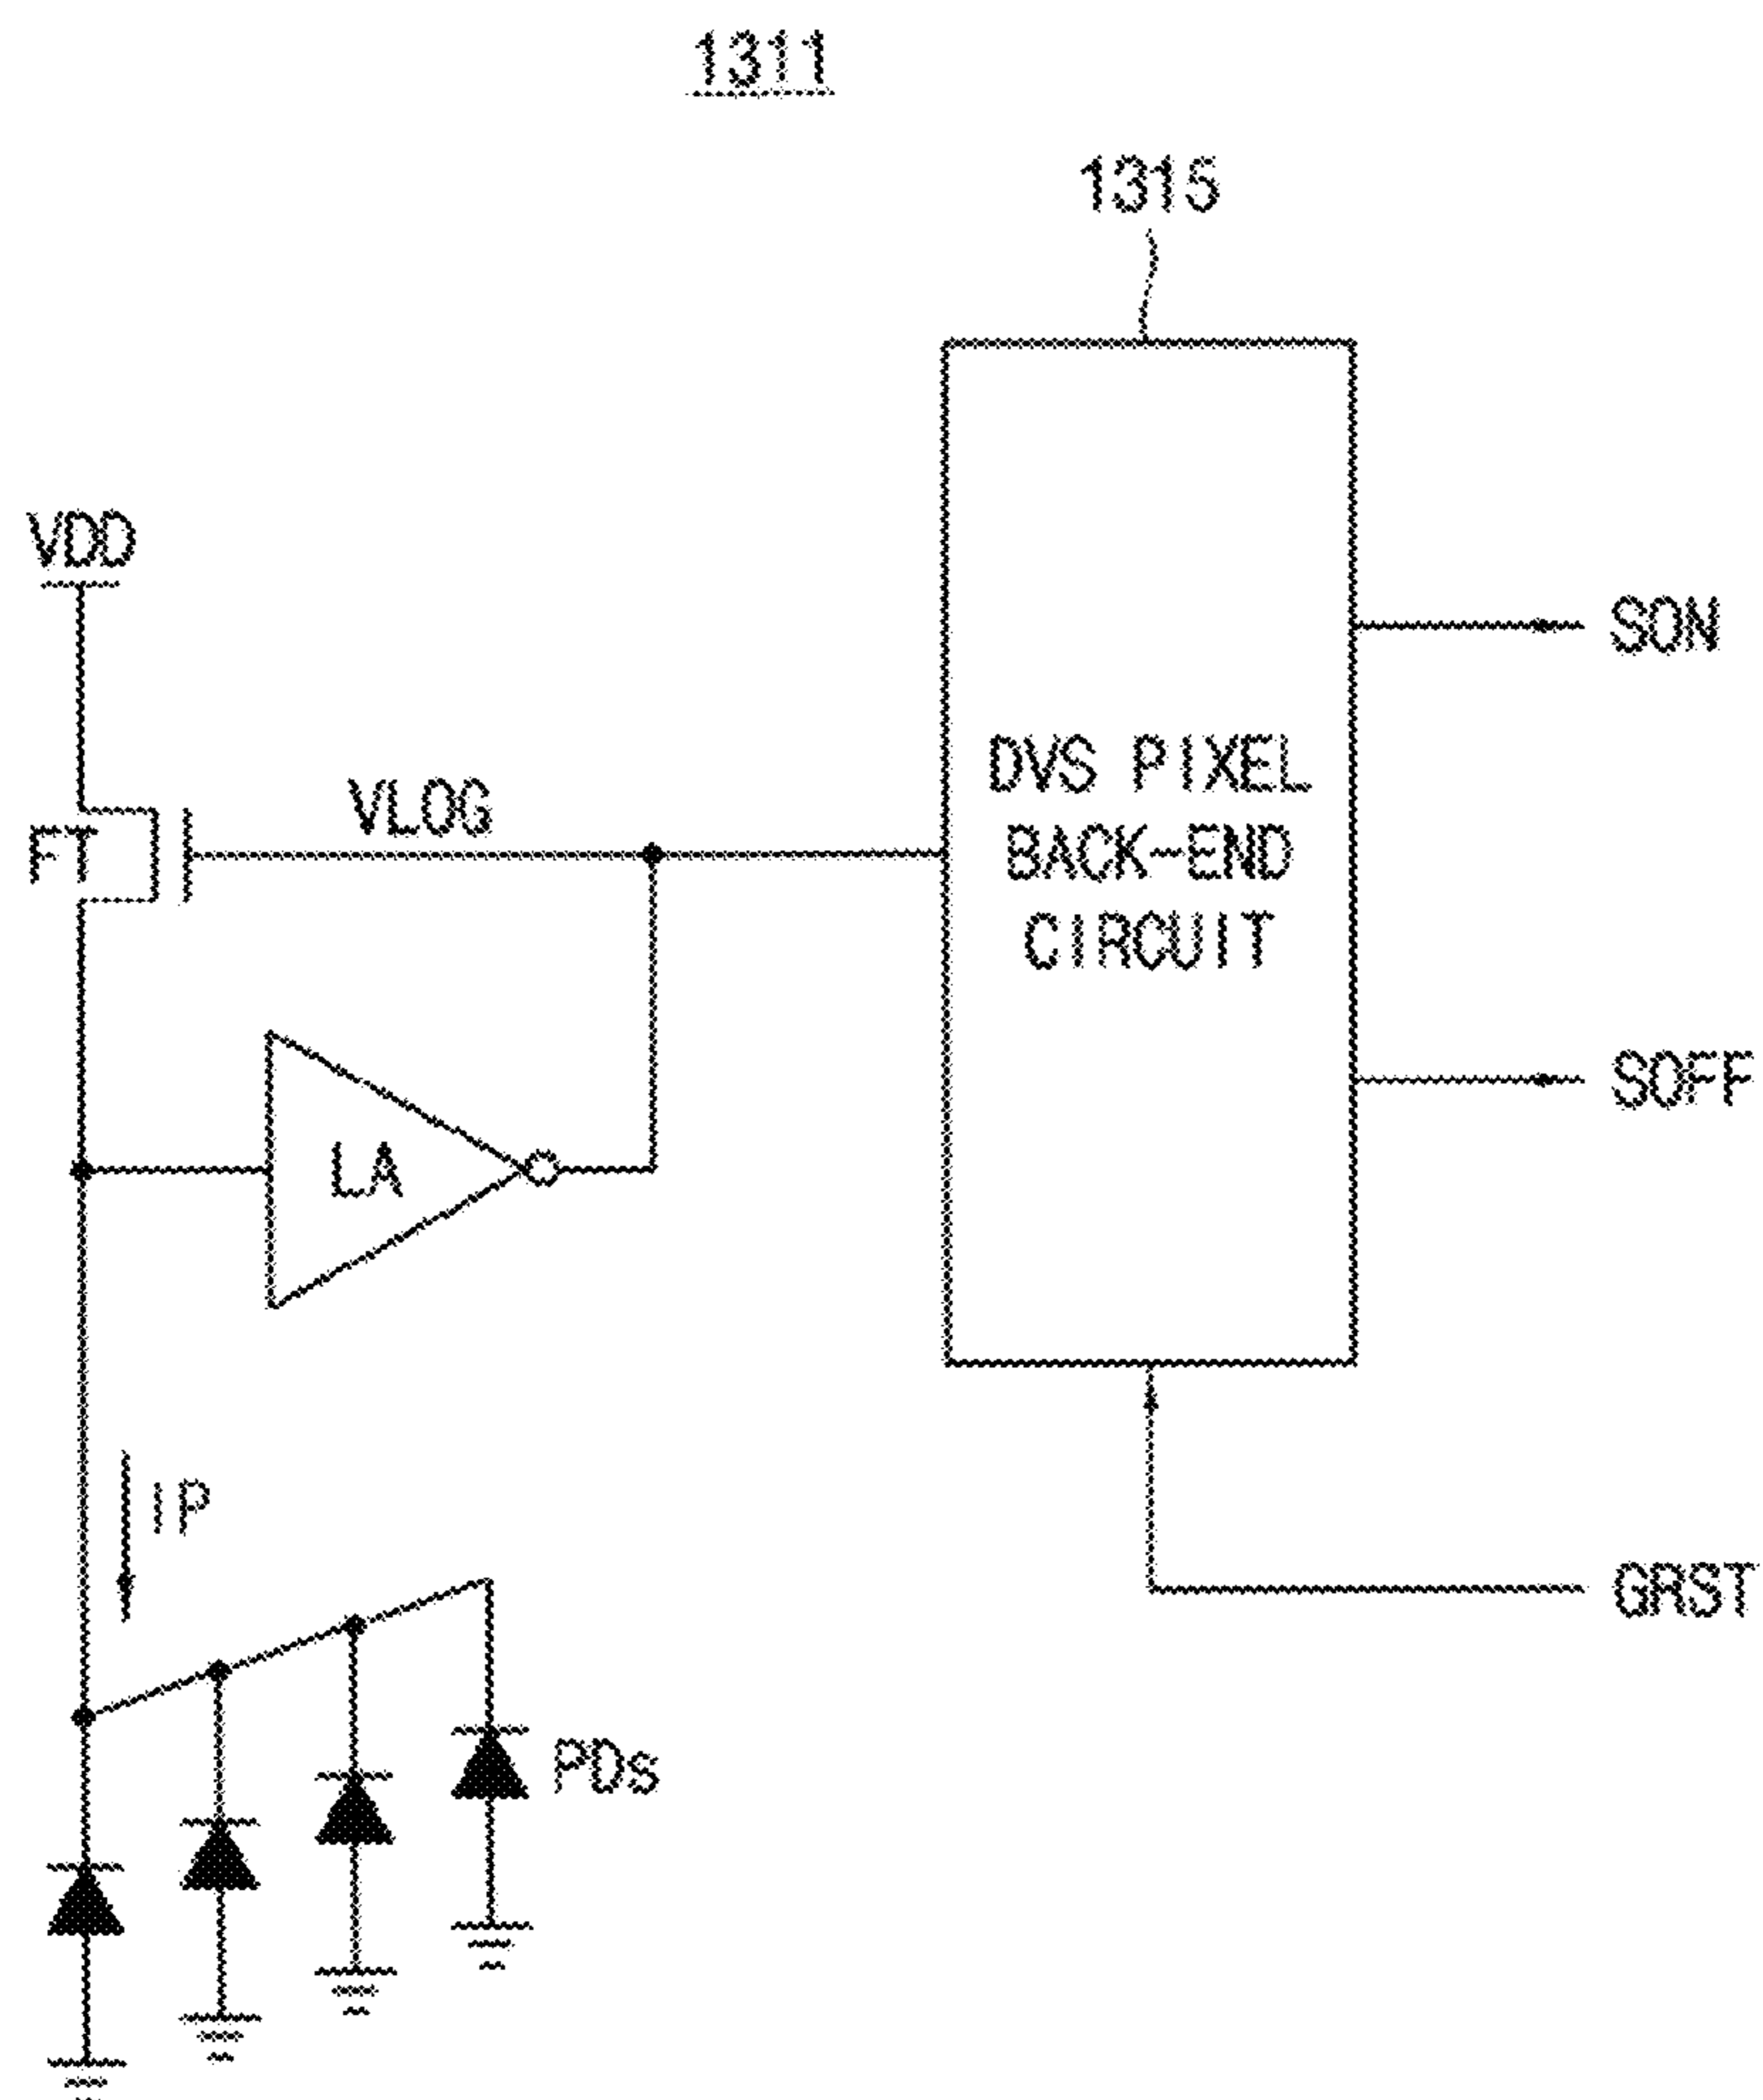 1311
1315
VDD
SON
VLOG
FT
DVS PIXEL
BACK-END
CIRCUIT
SOFF
LA
IP
GRST
PDs